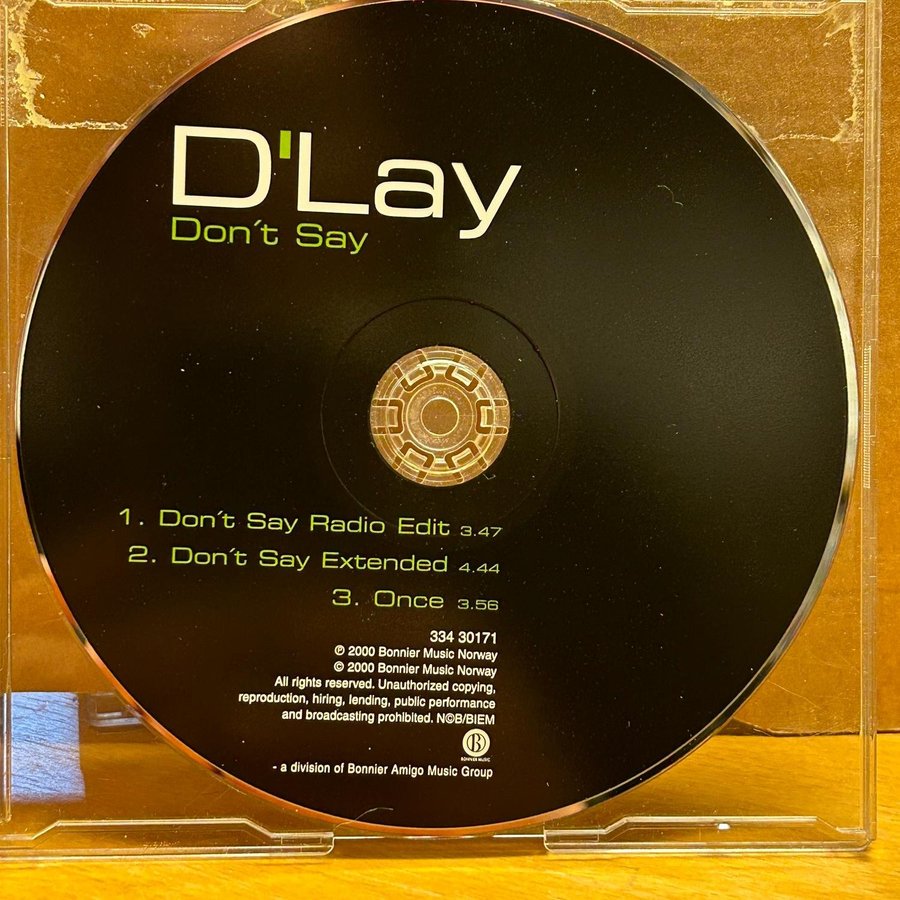 D'Lay
Don´t Say
1. Don´t Say Radio Edit 3.47
2. Don´t Say Extended 4.44
3. Once 3.56
334 30171
℗ 2000 Bonnier Music Norway
© 2000 Bonnier Music Norway
All rights reserved. Unauthorized copying,
reproduction, hiring, lending, public performance
and broadcasting prohibited. N©B/BIEM
B
BONNIER MUSIC
- a division of Bonnier Amigo Music Group